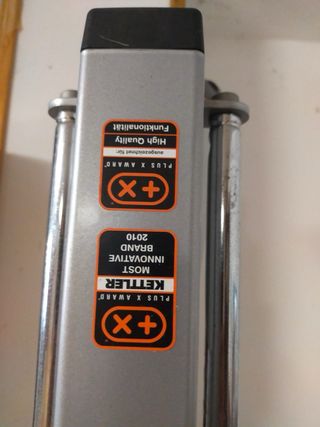 +X
PLUS X AWARD®
KETTLER
MOST
INNOVATIVE
BRAND
2010
+X
PLUS X AWARD®
ausgezeichnet für:
High Quality
Funktionalität